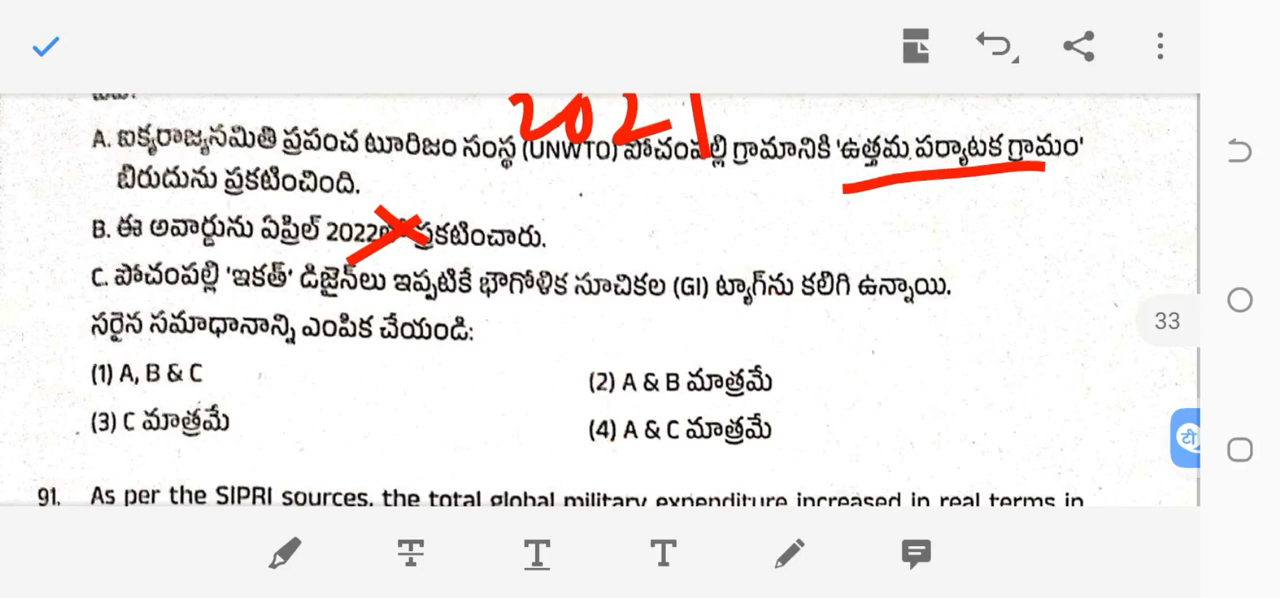 2021
A. ఐక్యరాజ్యసమితి ప్రపంచ టూరిజం సంస్థ (UNWTO) పోచంపల్లి గ్రామానికి 'ఉత్తమ పర్యాటక గ్రామం'
బిరుదును ప్రకటించింది.
B. ఈ అవార్డును ఏప్రిల్ 2022లో ప్రకటించారు.
C. పోచంపల్లి 'ఇకత్' డిజైన్‌లు ఇప్పటికే భౌగోళిక సూచికల (GI) ట్యాగ్‌ను కలిగి ఉన్నాయి.
సరైన సమాధానాన్ని ఎంపిక చేయండి:
33
(1) A, B & C
(2) A & B మాత్రమే
(3) C మాత్రమే
(4) A & C మాత్రమే
91. As per the SIPRI sources, the total global military expenditure increased in real terms in